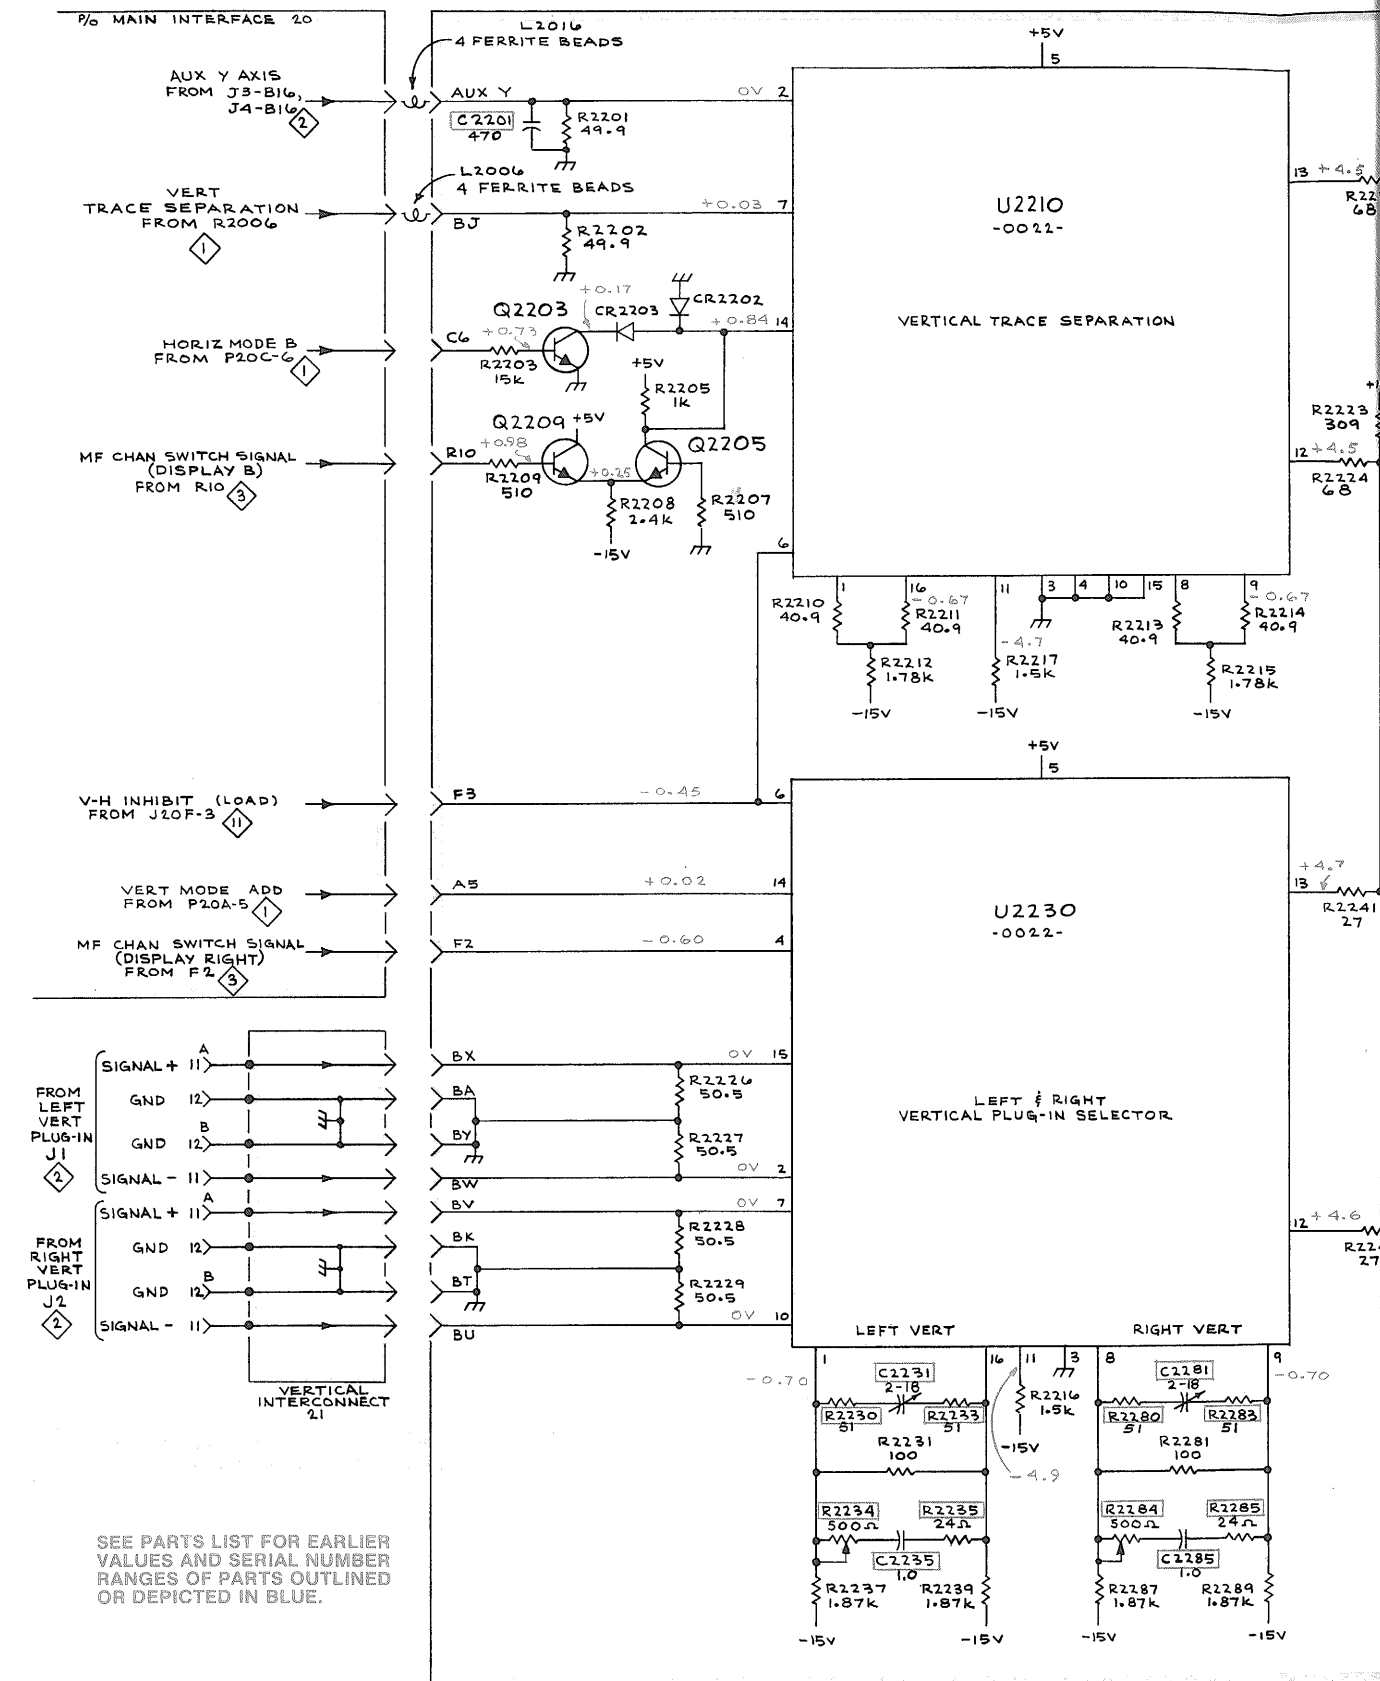 P/O MAIN INTERFACE 20
L2016
4 FERRITE BEADS
+5V
5
AUX Y AXIS
FROM J3-B16,
J4-B16
2
AUX Y
0V 2
C2201
470
R2201
49.9
L2006
4 FERRITE BEADS
VERT
TRACE SEPARATION
FROM R2006
1
BJ
+0.03 7
R2202
49.9
U2210
-0022-
VERTICAL TRACE SEPARATION
13 +4.5
R22
68
+0.17
Q2203
CR2203
CR2202
+0.84 14
HORIZ MODE B
FROM P20C-6
1
C6
+0.73
R2203
15K
+5V
R2205
1K
R2223
309
Q2209 +5V
Q2205
MF CHAN SWITCH SIGNAL
(DISPLAY B)
FROM R10
3
R10
+0.98
R2209
510
+0.25
R2208
2.4K
-15V
R2207
510
12 +4.5
R2224
68
6
1
16
11
3
4
10
15
8
9
R2210
40.9
-0.67
R2211
40.9
R2212
1.78K
-15V
-4.7
R2217
1.5K
-15V
R2213
40.9
-0.67
R2214
40.9
R2215
1.78K
-15V
+5V
5
V-H INHIBIT (LOAD)
FROM J20F-3
11
F3
-0.45
6
VERT MODE ADD
FROM P20A-5
1
A5
+0.02
14
MF CHAN SWITCH SIGNAL
(DISPLAY RIGHT)
FROM F2
3
F2
-0.60
4
U2230
-0022-
LEFT & RIGHT
VERTICAL PLUG-IN SELECTOR
+4.7
13
R2241
27
FROM
LEFT
VERT
PLUG-IN
J1
2
A
SIGNAL+ 11
GND 12
B
GND 12
SIGNAL- 11
BX
BA
BY
BW
0V 15
R2226
50.5
R2227
50.5
0V 2
FROM
RIGHT
VERT
PLUG-IN
J2
2
A
SIGNAL+ 11
GND 12
B
GND 12
SIGNAL- 11
BV
BK
BT
BU
0V 7
R2228
50.5
R2229
50.5
0V 10
12 +4.6
27
VERTICAL
INTERCONNECT
21
LEFT VERT
RIGHT VERT
1
16
11
3
8
9
-0.70
C2231
2-18
R2230
51
R2233
51
R2231
100
R2234
500Ω
R2235
24Ω
C2235
1.0
R2237
1.87K
R2239
1.87K
-15V
-15V
R2216
1.5K
-15V
-4.9
-0.70
C2281
2-18
R2280
51
R2283
51
R2281
100
R2284
500Ω
R2285
24Ω
C2285
1.0
R2287
1.87K
R2289
1.87K
-15V
-15V
SEE PARTS LIST FOR EARLIER
VALUES AND SERIAL NUMBER
RANGES OF PARTS OUTLINED
OR DEPICTED IN BLUE.